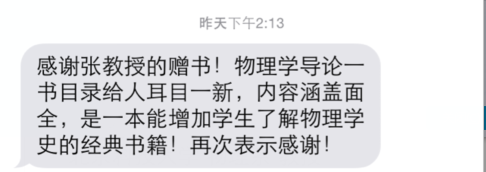 昨天下午2:13
感谢张教授的赠书！物理学导论一
书目录给人耳目一新，内容涵盖面
全，是一本能增加学生了解物理学
史的经典书籍！再次表示感谢！